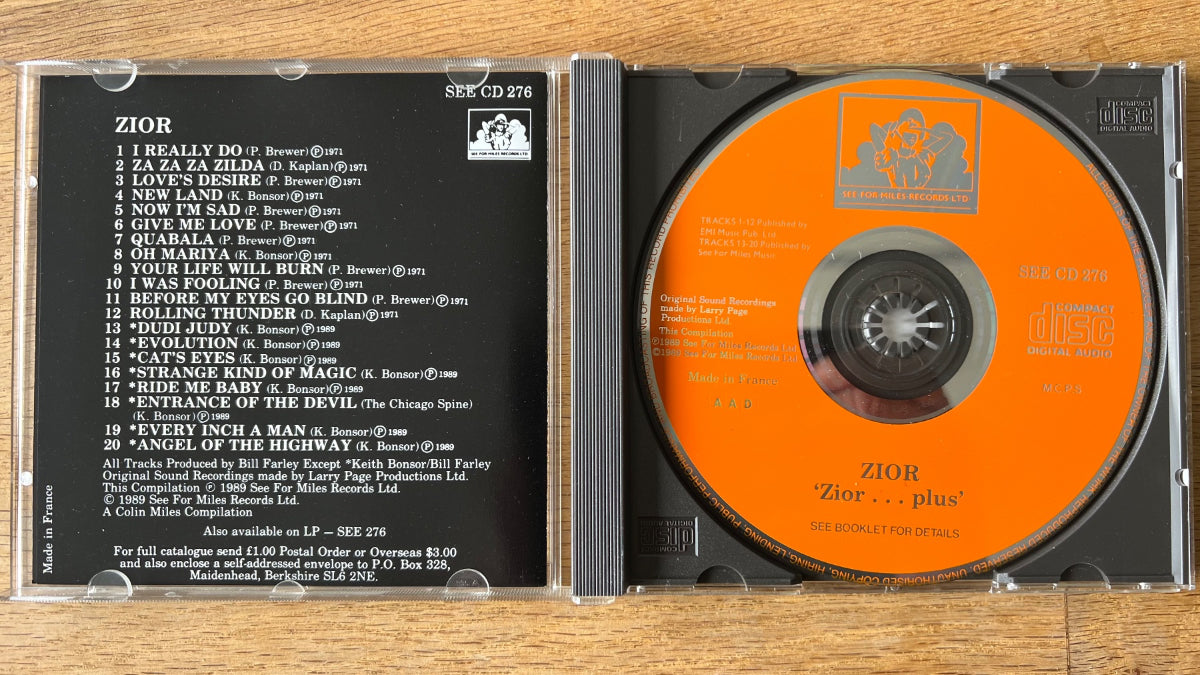 SEE CD 276
SEE·FOR·MILES·RECORDS·LTD
ZIOR
1 I REALLY DO (P. Brewer) Ⓟ 1971
2 ZA ZA ZA ZILDA (D. Kaplan) Ⓟ 1971
3 LOVE'S DESIRE (P. Brewer) Ⓟ 1971
4 NEW LAND (K. Bonsor) Ⓟ 1971
5 NOW I'M SAD (P. Brewer) Ⓟ 1971
6 GIVE ME LOVE (P. Brewer) Ⓟ 1971
7 QUABALA (P. Brewer) Ⓟ 1971
8 OH MARIYA (K. Bonsor) Ⓟ 1971
9 YOUR LIFE WILL BURN (P. Brewer) Ⓟ 1971
10 I WAS FOOLING (P. Brewer) Ⓟ 1971
11 BEFORE MY EYES GO BLIND (P. Brewer) Ⓟ 1971
12 ROLLING THUNDER (D. Kaplan) Ⓟ 1971
13 *DUDI JUDY (K. Bonsor) Ⓟ 1989
14 *EVOLUTION (K. Bonsor) Ⓟ 1989
15 *CAT'S EYES (K. Bonsor) Ⓟ 1989
16 *STRANGE KIND OF MAGIC (K. Bonsor) Ⓟ 1989
17 *RIDE ME BABY (K. Bonsor) Ⓟ 1989
18 *ENTRANCE OF THE DEVIL (The Chicago Spine)
(K. Bonsor) Ⓟ 1989
19 *EVERY INCH A MAN (K. Bonsor) Ⓟ 1989
20 *ANGEL OF THE HIGHWAY (K. Bonsor) Ⓟ 1989
All Tracks Produced by Bill Farley Except *Keith Bonsor/Bill Farley
Original Sound Recordings made by Larry Page Productions Ltd.
This Compilation Ⓟ 1989 See For Miles Records Ltd.
© 1989 See For Miles Records Ltd.
A Colin Miles Compilation
Also available on LP – SEE 276
For full catalogue send £1.00 Postal Order or Overseas $3.00
and also enclose a self-addressed envelope to P.O. Box 328,
Maidenhead, Berkshire SL6 2NE.
Made in France
COMPACT
disc
DIGITAL AUDIO
SEE·FOR·MILES·RECORDS·LTD
TRACKS 1-12 Published by
EMI Music Pub. Ltd.
TRACKS 13-20 Published by
See For Miles Music
SEE CD 276
Original Sound Recordings
made by Larry Page
Productions Ltd.
This Compilation
Ⓟ1989 See For Miles Records Ltd
©1989 See For Miles Records Ltd
Made in France
A A D
COMPACT
disc
DIGITAL AUDIO
MCPS
ZIOR
'Zior . . . plus'
SEE BOOKLET FOR DETAILS
COMPACT
disc
DIGITAL AUDIO